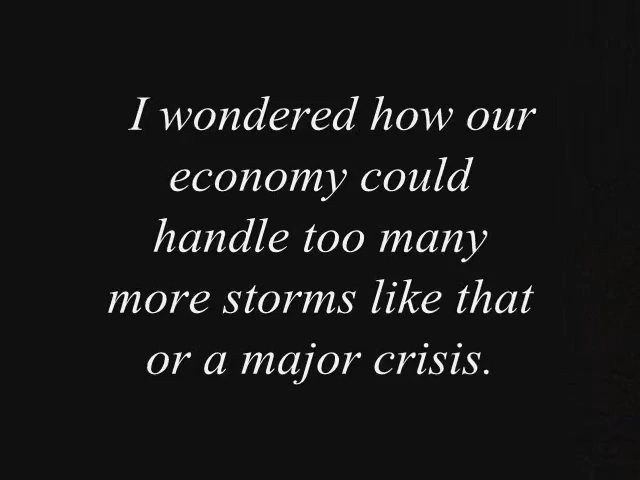 I wondered how our
economy could
handle too many
more storms like that
or a major crisis.